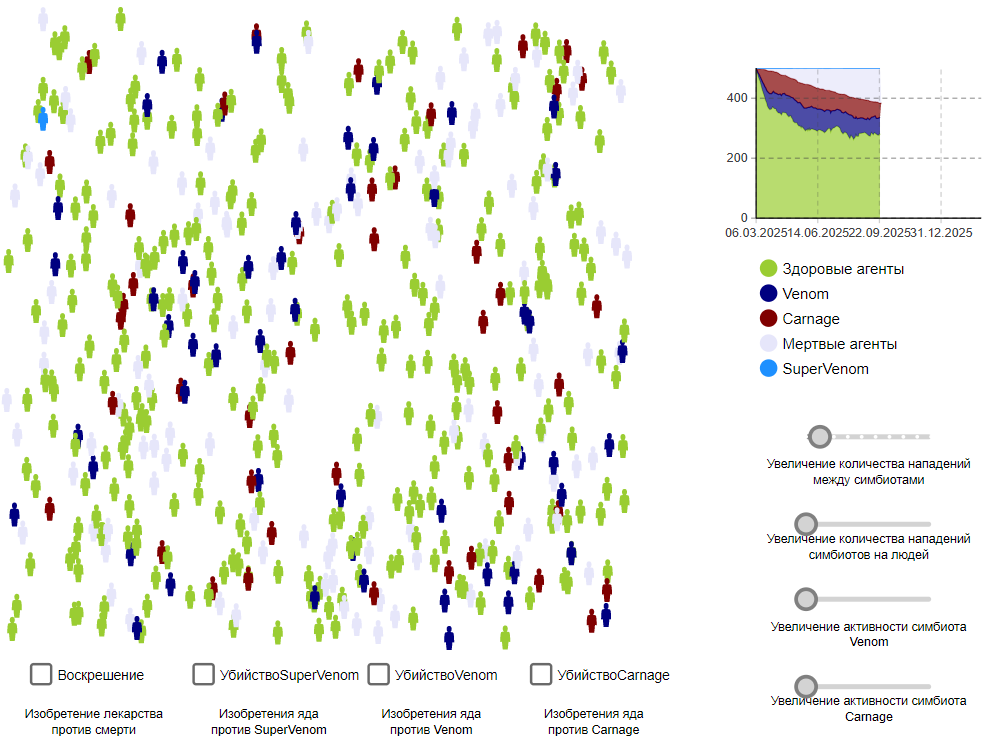 400
200
0
06.03.2025 14.06.2025 22.09.2025 31.12.2025
Здоровые агенты
Venom
Carnage
Мертвые агенты
SuperVenom
Увеличение количества нападений
между симбиотами
Увеличение количества нападений
симбиотов на людей
Увеличение активности симбиота
Venom
Увеличение активности симбиота
Carnage
Воскрешение УбийствоSuperVenom УбийствоVenom УбийствоCarnage
Изобретение лекарства Изобретения яда Изобретения яда Изобретения яда
против смерти против SuperVenom против Venom против Carnage